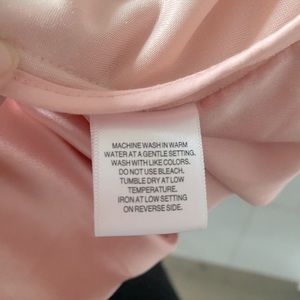 MACHINE WASH IN WARM
WATER AT A GENTLE SETTING.
WASH WITH LIKE COLORS.
DO NOT USE BLEACH.
TUMBLE DRY AT LOW
TEMPERATURE.
IRON AT LOW SETTING
ON REVERSE SIDE.